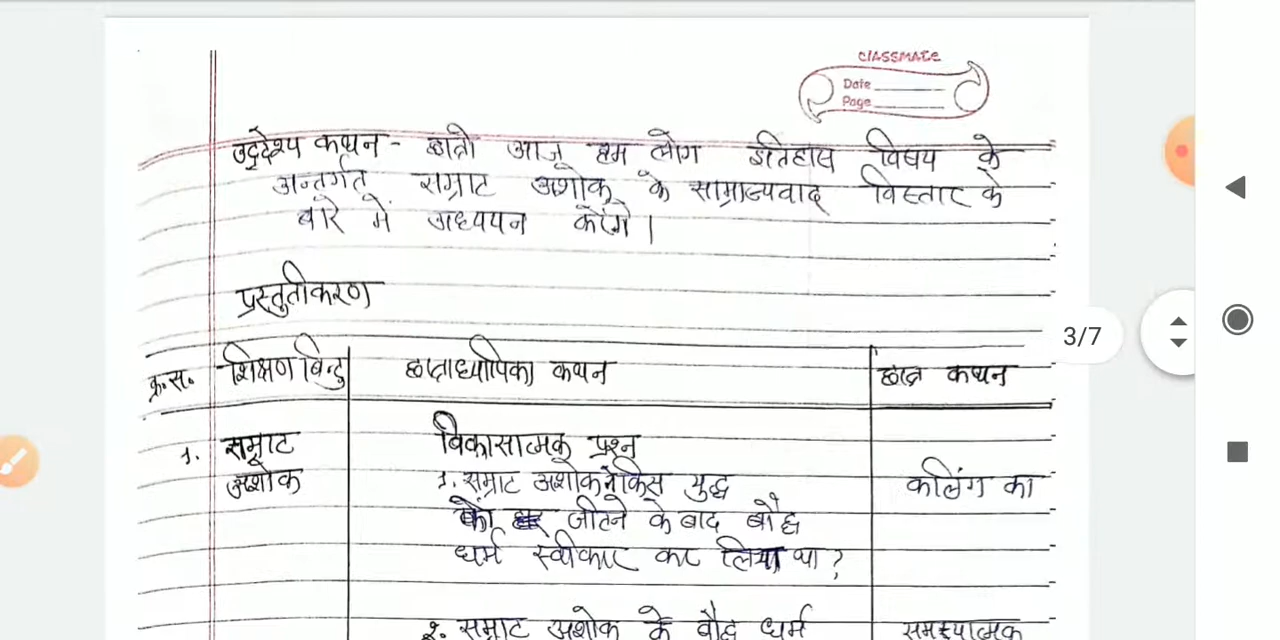 classmate
Date
Page
उद्देश्य कथन - छात्रो आज हम लोग इतिहास विषय के
अन्तर्गत सम्राट अशोक के साम्राज्यवाद विस्तार के
बारे में अध्ययन करेंगे।
प्रस्तुतीकरण
3/7
क्र.स. शिक्षण बिन्दु छात्राध्यापिका कथन छात्र कथन
1. सम्राट विकासात्मक प्रश्न
अशोक 1. सम्राट अशोक ने किस युद्ध कलिंग का
को जीतने के बाद बौद्ध
धर्म स्वीकार कर लिया था?
2. सम्राट अशोक के बौद्ध धर्म समस्यात्मक